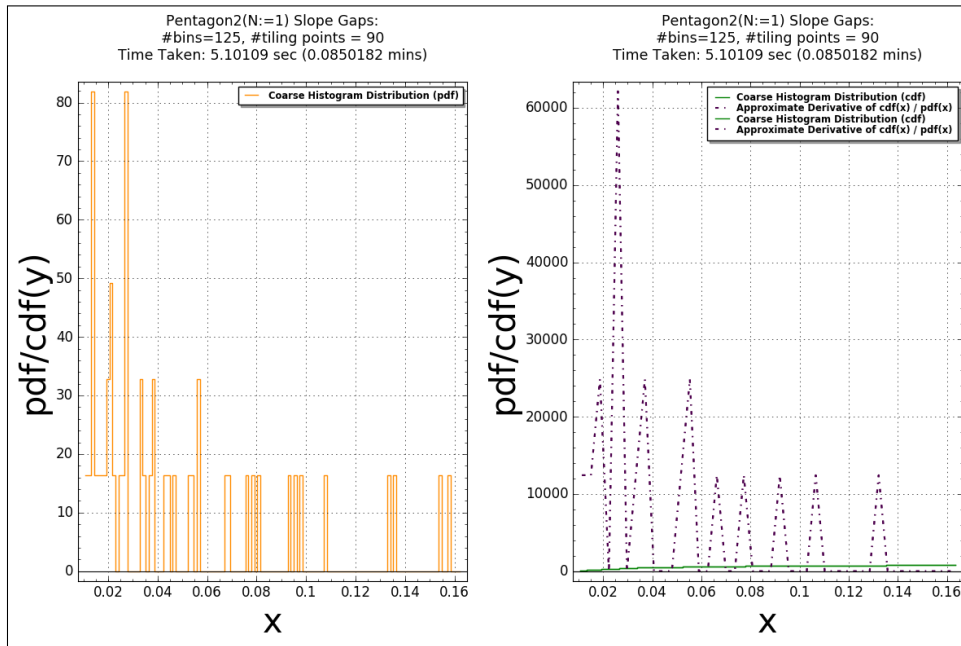 Pentagon2(N:=1) Slope Gaps:
#bins=125, #tiling points = 90
Time Taken: 5.10109 sec (0.0850182 mins)
Coarse Histogram Distribution (pdf)
pdf/cdf(y)
80
70
60
50
40
30
20
10
0
0.02 0.04 0.06 0.08 0.10 0.12 0.14 0.16
x
Pentagon2(N:=1) Slope Gaps:
#bins=125, #tiling points = 90
Time Taken: 5.10109 sec (0.0850182 mins)
Coarse Histogram Distribution (cdf)
Approximate Derivative of cdf(x) / pdf(x)
Coarse Histogram Distribution (cdf)
Approximate Derivative of cdf(x) / pdf(x)
pdf/cdf(y)
60000
50000
40000
30000
20000
10000
0
0.02 0.04 0.06 0.08 0.10 0.12 0.14 0.16
x